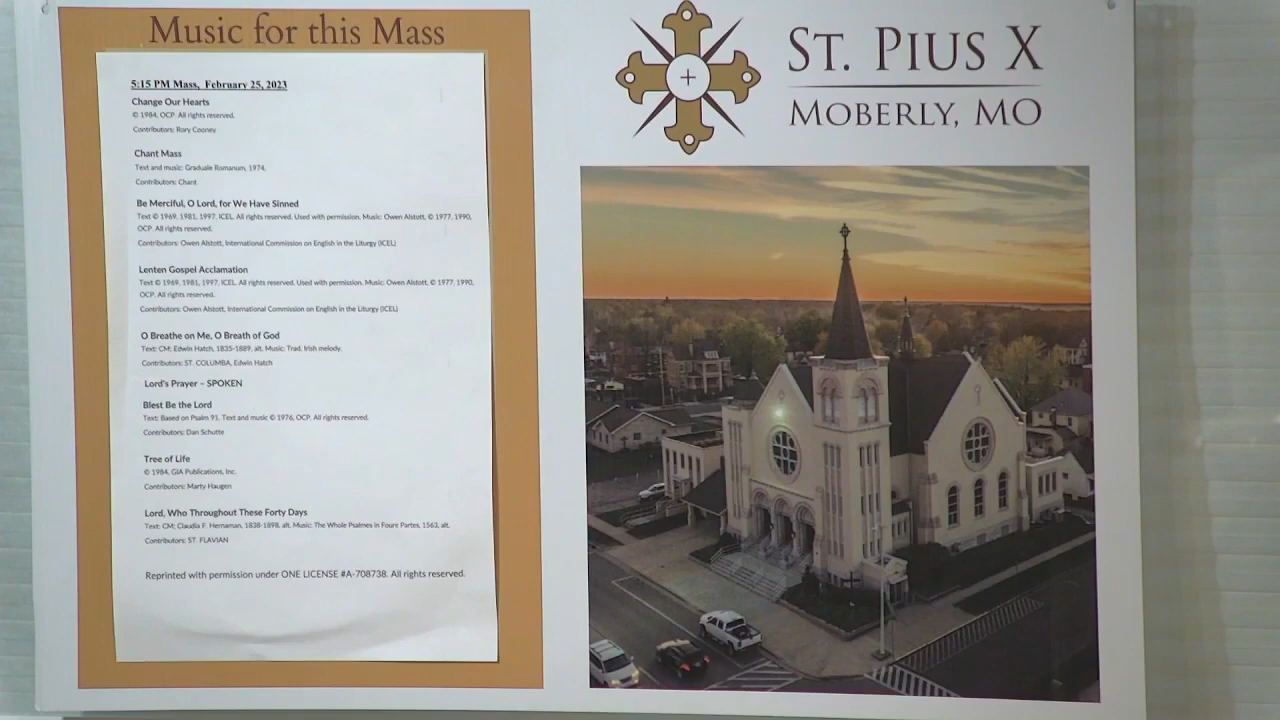 Music for this Mass
5:15 PM Mass, February 25, 2023
Change Our Hearts
© 1984, OCP. All rights reserved.
Contributors: Rory Cooney
Chant Mass
Text and music: Graduale Romanum, 1974.
Contributors: Chant
Be Merciful, O Lord, for We Have Sinned
Text © 1969, 1981, 1997, ICEL. All rights reserved. Used with permission. Music: Owen Alstott, © 1977, 1990,
OCP. All rights reserved.
Contributors: Owen Alstott, International Commission on English in the Liturgy (ICEL)
Lenten Gospel Acclamation
Text © 1969, 1981, 1997, ICEL. All rights reserved. Used with permission. Music: Owen Alstott, © 1977, 1990,
OCP. All rights reserved.
Contributors: Owen Alstott, International Commission on English in the Liturgy (ICEL)
O Breathe on Me, O Breath of God
Text: CM; Edwin Hatch, 1835-1889, alt. Music: Trad. Irish melody.
Contributors: ST. COLUMBA, Edwin Hatch
Lord's Prayer – SPOKEN
Blest Be the Lord
Text: Based on Psalm 91. Text and music © 1976, OCP. All rights reserved.
Contributors: Dan Schutte
Tree of Life
© 1984, GIA Publications, Inc.
Contributors: Marty Haugen
Lord, Who Throughout These Forty Days
Text: CM; Claudia F. Hernaman, 1838-1898, alt. Music: The Whole Psalmes in Foure Partes, 1563, alt.
Contributors: ST. FLAVIAN
Reprinted with permission under ONE LICENSE #A-708738. All rights reserved.
ST. PIUS X
MOBERLY, MO